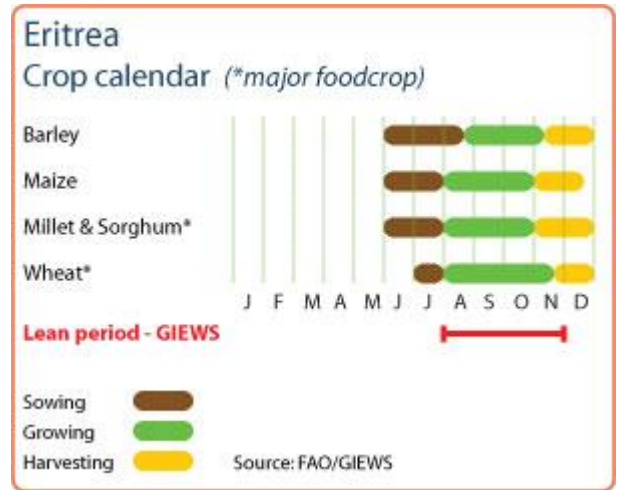 Eritrea
Crop calendar (*major foodcrop)
Barley
Maize
Millet & Sorghum*
Wheat*
J F M A M J J A S O N D
Lean period - GIEWS
Sowing
Growing
Harvesting
Source: FAO/GIEWS